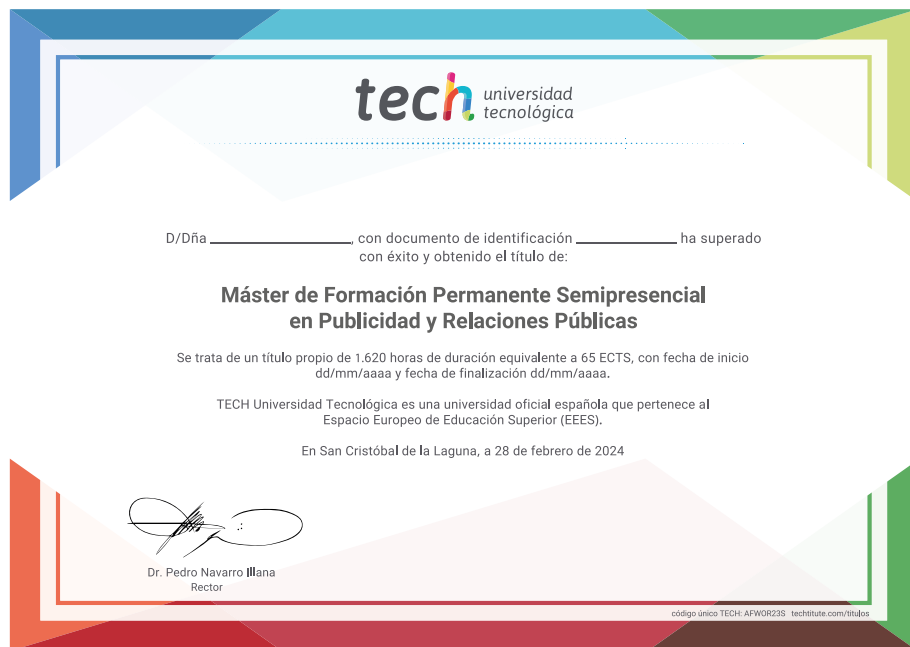 tech universidad
tecnológica
D/Dña ________________, con documento de identificación ____________ ha superado
con éxito y obtenido el título de:
Máster de Formación Permanente Semipresencial
en Publicidad y Relaciones Públicas
Se trata de un título propio de 1.620 horas de duración equivalente a 65 ECTS, con fecha de inicio
dd/mm/aaaa y fecha de finalización dd/mm/aaaa.
TECH Universidad Tecnológica es una universidad oficial española que pertenece al
Espacio Europeo de Educación Superior (EEES).
En San Cristóbal de la Laguna, a 28 de febrero de 2024
Dr. Pedro Navarro Illana
Rector
código único TECH: AFWOR23S techtitute.com/titulos